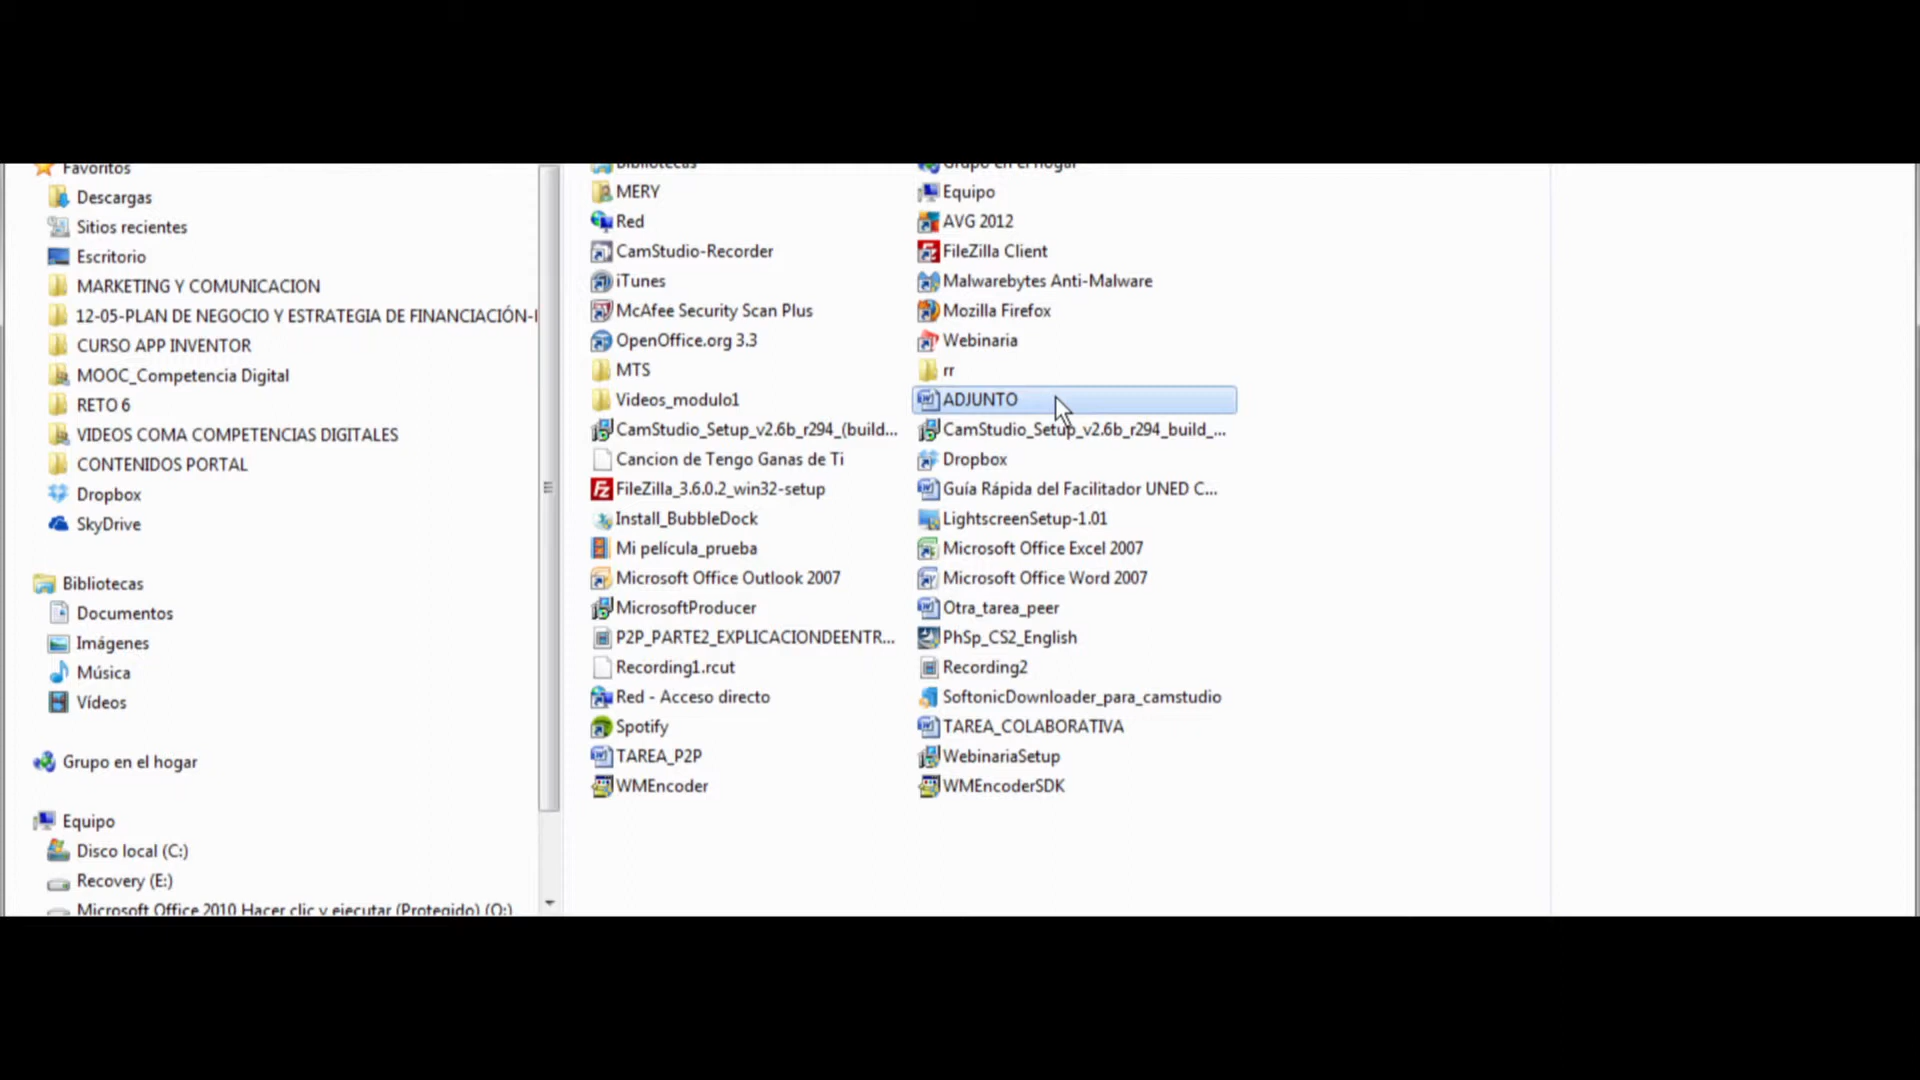 Favoritos
Descargas
Sitios recientes
Escritorio
MARKETING Y COMUNICACION
12-05-PLAN DE NEGOCIO Y ESTRATEGIA DE FINANCIACIÓN-I
CURSO APP INVENTOR
MOOC_Competencia Digital
RETO 6
VIDEOS COMA COMPETENCIAS DIGITALES
CONTENIDOS PORTAL
Dropbox
SkyDrive
Bibliotecas
Documentos
Imágenes
Música
Vídeos
Grupo en el hogar
Equipo
Disco local (C:)
Recovery (E:)
Microsoft Office 2010 Hacer clic y ejecutar (Protegido) (Q:)
Bibliotecas
MERY
Red
CamStudio-Recorder
iTunes
McAfee Security Scan Plus
OpenOffice.org 3.3
MTS
Videos_modulo1
CamStudio_Setup_v2.6b_r294_(build...
Cancion de Tengo Ganas de Ti
FileZilla_3.6.0.2_win32-setup
Install_BubbleDock
Mi película_prueba
Microsoft Office Outlook 2007
MicrosoftProducer
P2P_PARTE2_EXPLICACIONDEENTR...
Recording1.rcut
Red - Acceso directo
Spotify
TAREA_P2P
WMEncoder
Grupo en el hogar
Equipo
AVG 2012
FileZilla Client
Malwarebytes Anti-Malware
Mozilla Firefox
Webinaria
rr
ADJUNTO
CamStudio_Setup_v2.6b_r294_build_...
Dropbox
Guía Rápida del Facilitador UNED C...
LightscreenSetup-1.01
Microsoft Office Excel 2007
Microsoft Office Word 2007
Otra_tarea_peer
PhSp_CS2_English
Recording2
SoftonicDownloader_para_camstudio
TAREA_COLABORATIVA
WebinariaSetup
WMEncoderSDK